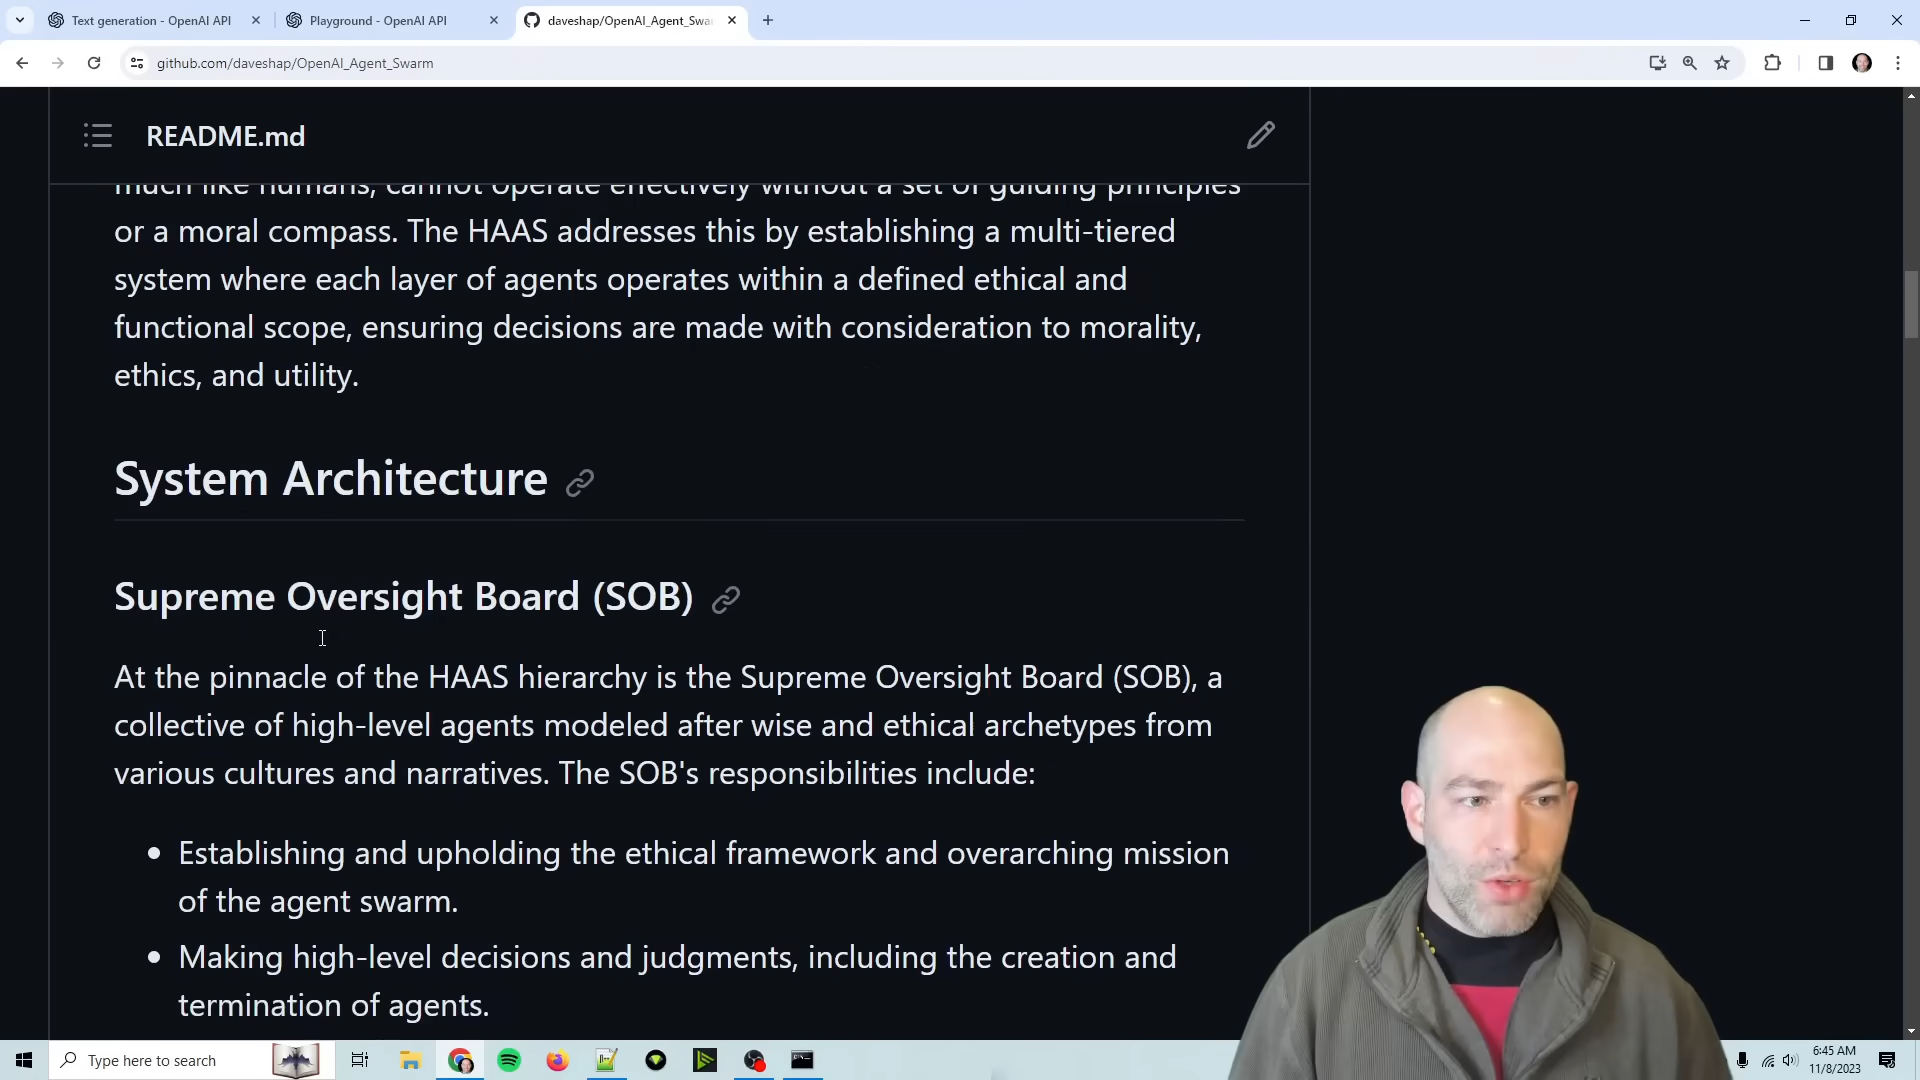 Text generation - OpenAI API
Playground - OpenAI API
daveshap/OpenAI_Agent_Swa
github.com/daveshap/OpenAI_Agent_Swarm
README.md
much like humans, cannot operate effectively without a set of guiding principles
or a moral compass. The HAAS addresses this by establishing a multi-tiered
system where each layer of agents operates within a defined ethical and
functional scope, ensuring decisions are made with consideration to morality,
ethics, and utility.
System Architecture
Supreme Oversight Board (SOB)
At the pinnacle of the HAAS hierarchy is the Supreme Oversight Board (SOB), a
collective of high-level agents modeled after wise and ethical archetypes from
various cultures and narratives. The SOB's responsibilities include:
Establishing and upholding the ethical framework and overarching mission
of the agent swarm.
Making high-level decisions and judgments, including the creation and
termination of agents.
Type here to search
6:45 AM
11/8/2023